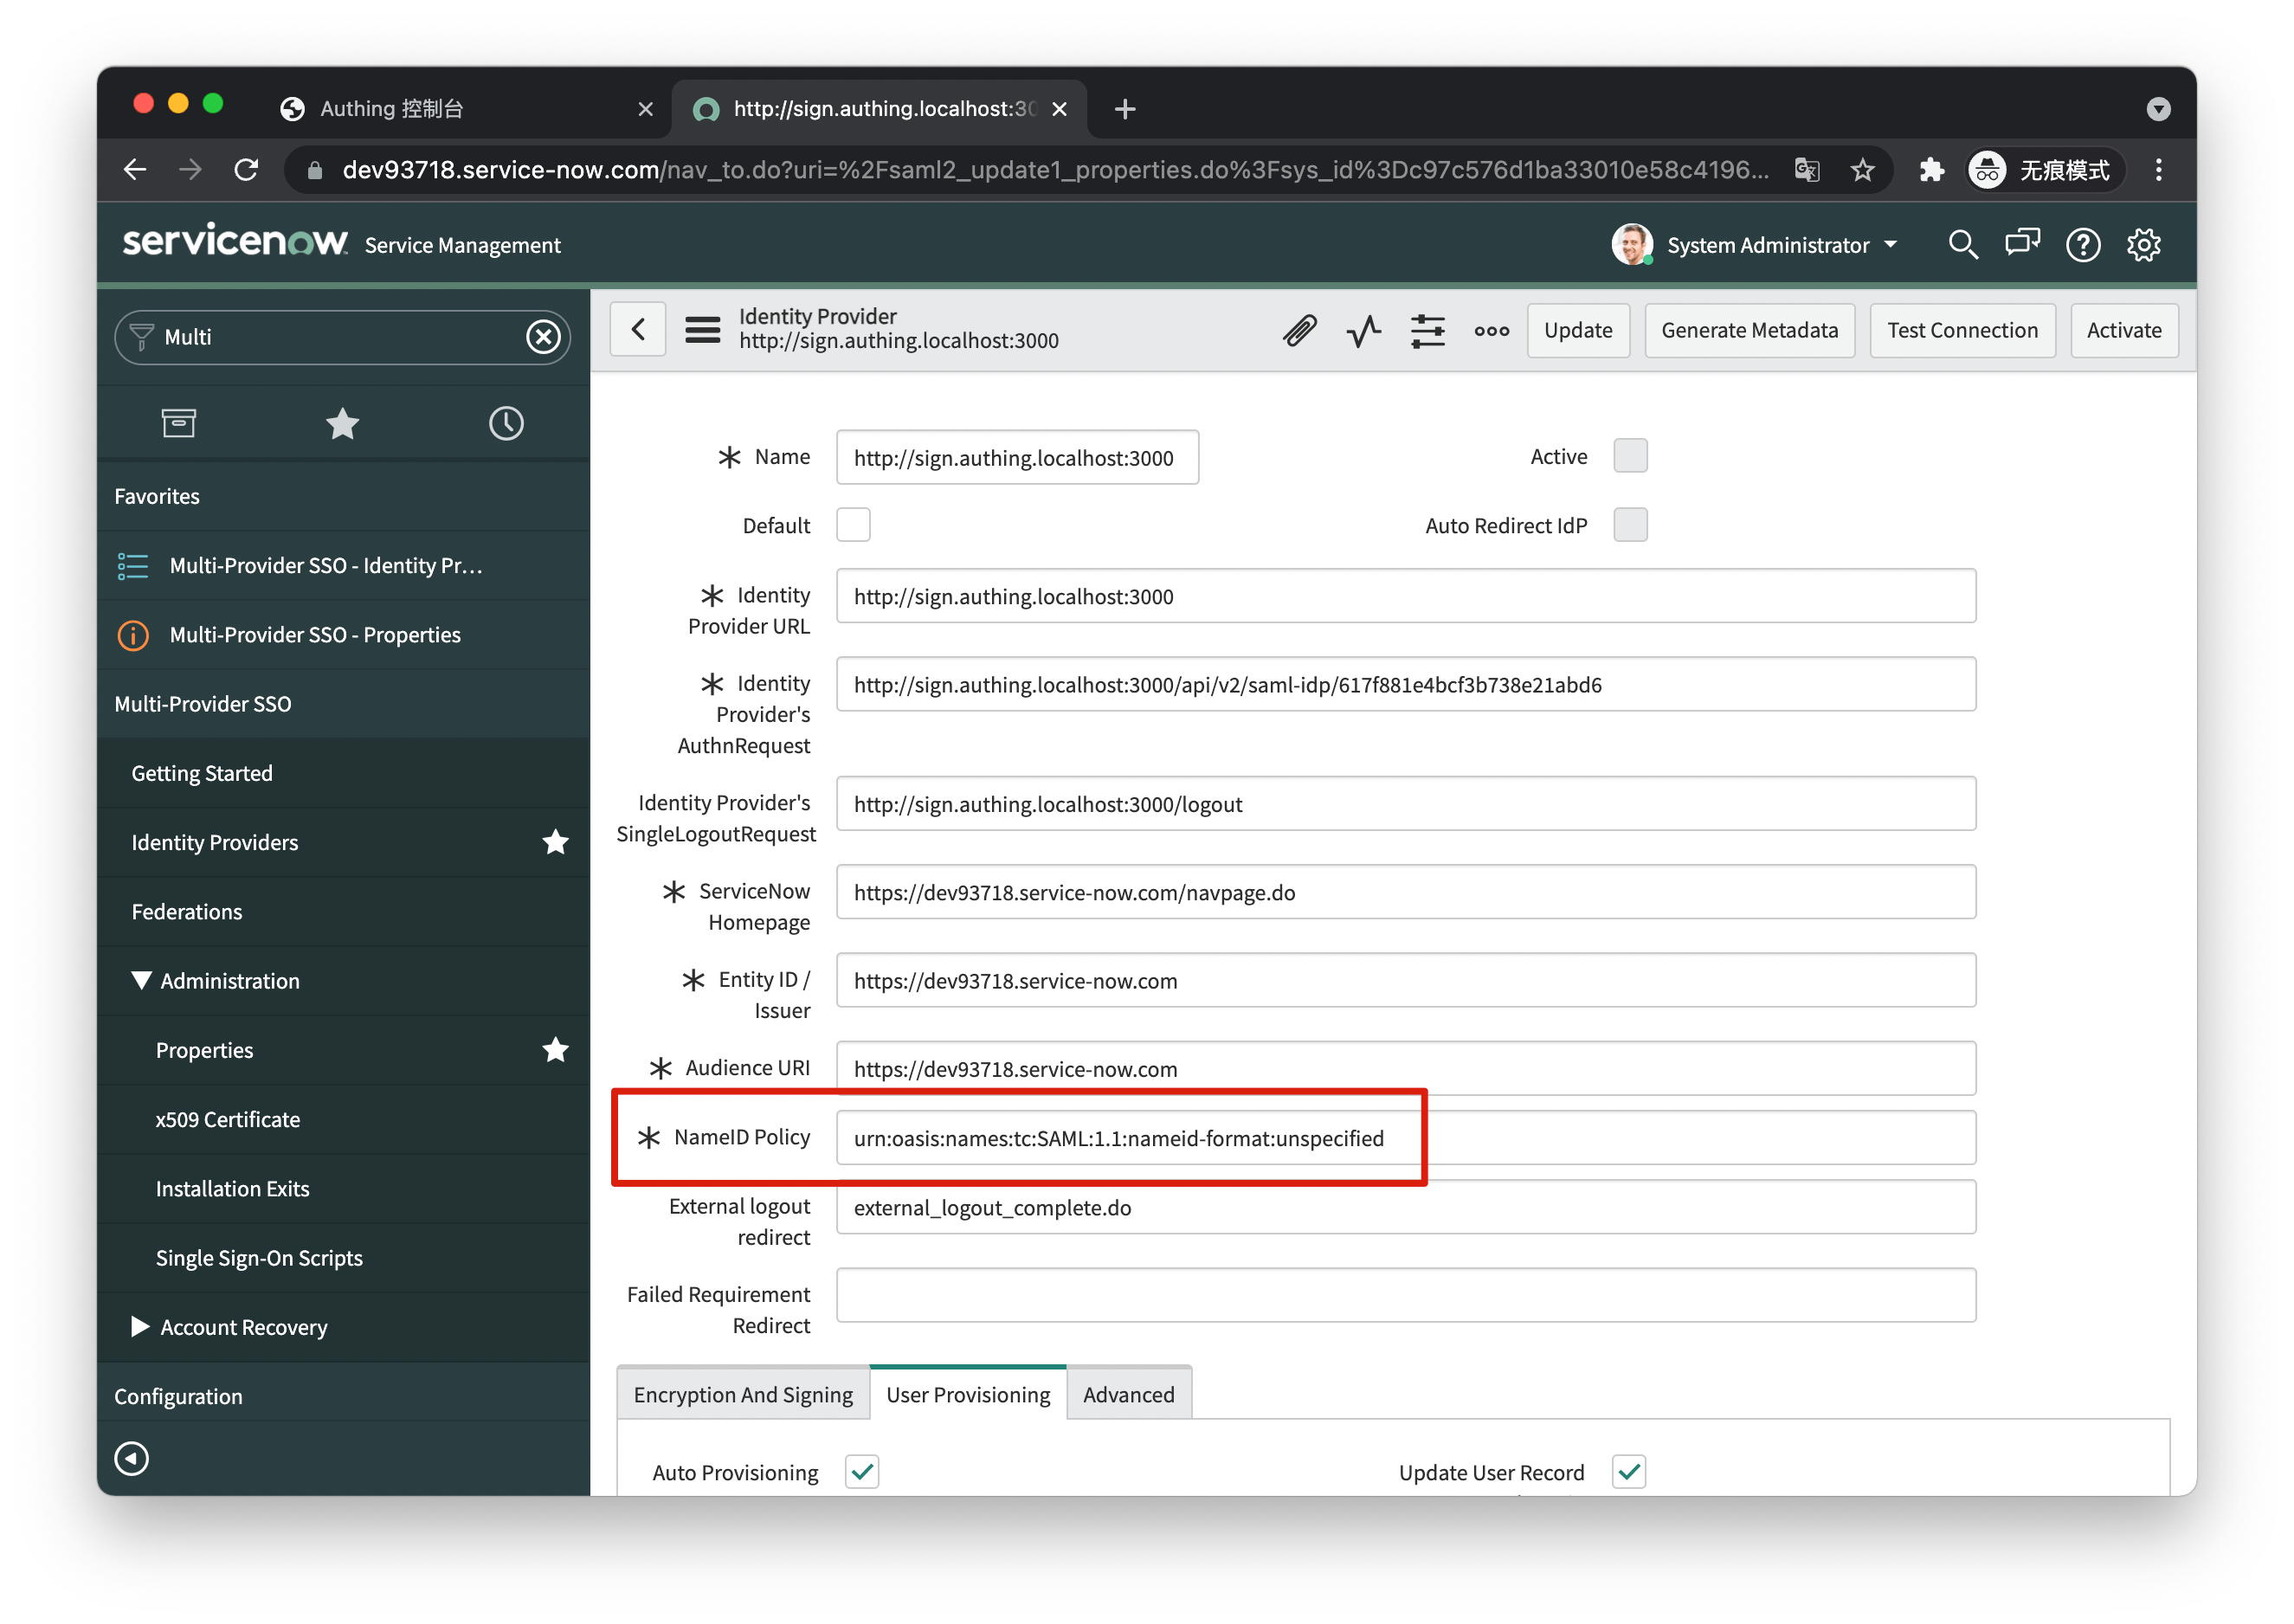 Authing 控制台
http://sign.authing.localhost:30
dev93718.service-now.com/nav_to.do?uri=%2Fsaml2_update1_properties.do%3Fsys_id%3Dc97c576d1ba33010e58c4196...
无痕模式
servicenow
Service Management
System Administrator
Multi
Identity Provider
http://sign.authing.localhost:3000
Update
Generate Metadata
Test Connection
Activate
Favorites
Multi-Provider SSO - Identity Pr...
Multi-Provider SSO - Properties
Multi-Provider SSO
Getting Started
Identity Providers
Federations
Administration
Properties
x509 Certificate
Installation Exits
Single Sign-On Scripts
Account Recovery
Configuration
Name
http://sign.authing.localhost:3000
Active
Default
Auto Redirect IdP
Identity
Provider URL
http://sign.authing.localhost:3000
Identity
Provider's
AuthnRequest
http://sign.authing.localhost:3000/api/v2/saml-idp/617f881e4bcf3b738e21abd6
Identity Provider's
SingleLogoutRequest
http://sign.authing.localhost:3000/logout
ServiceNow
Homepage
https://dev93718.service-now.com/navpage.do
Entity ID /
Issuer
https://dev93718.service-now.com
Audience URI
https://dev93718.service-now.com
NameID Policy
urn:oasis:names:tc:SAML:1.1:nameid-format:unspecified
External logout
redirect
external_logout_complete.do
Failed Requirement
Redirect
Encryption And Signing
User Provisioning
Advanced
Auto Provisioning
Update User Record